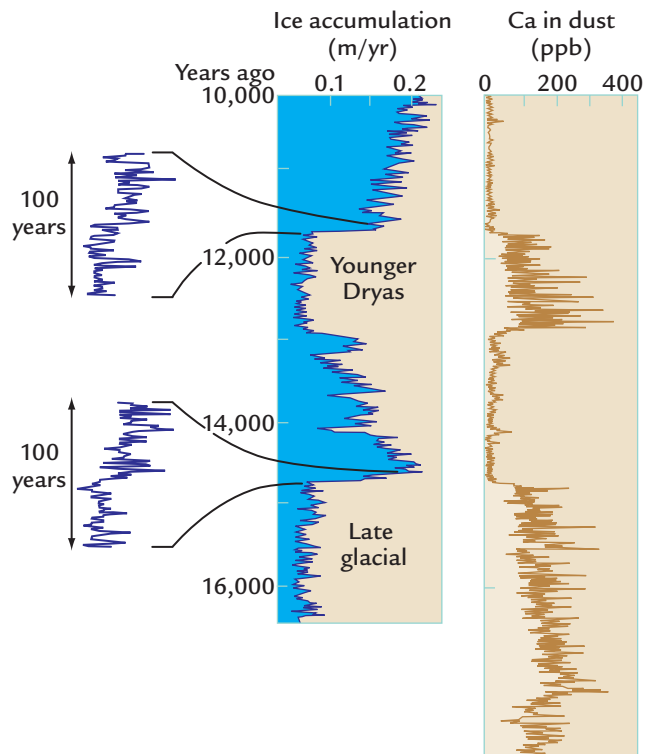 Ice accumulation
(m/yr)
Ca in dust
(ppb)
Years ago
0.1
0.2
0
200
400
10,000
100
years
12,000
Younger
Dryas
14,000
100
years
Late
glacial
16,000